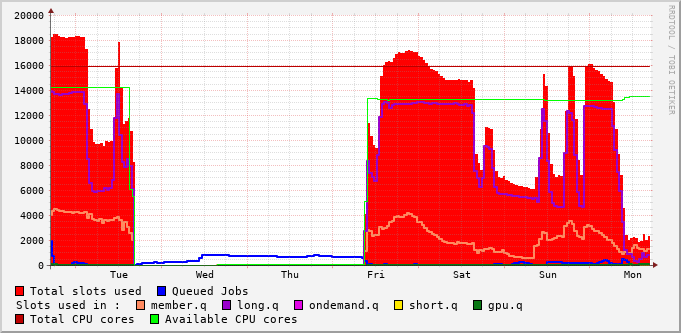 20000
18000
16000
14000
12000
10000
8000
6000
4000
2000
0
Tue Wed Thu Fri Sat Sun Mon
RRDTOOL / TOBI OETIKER
Total slots used Queued Jobs
Slots used in : member.q long.q ondemand.q short.q gpu.q
Total CPU cores Available CPU cores